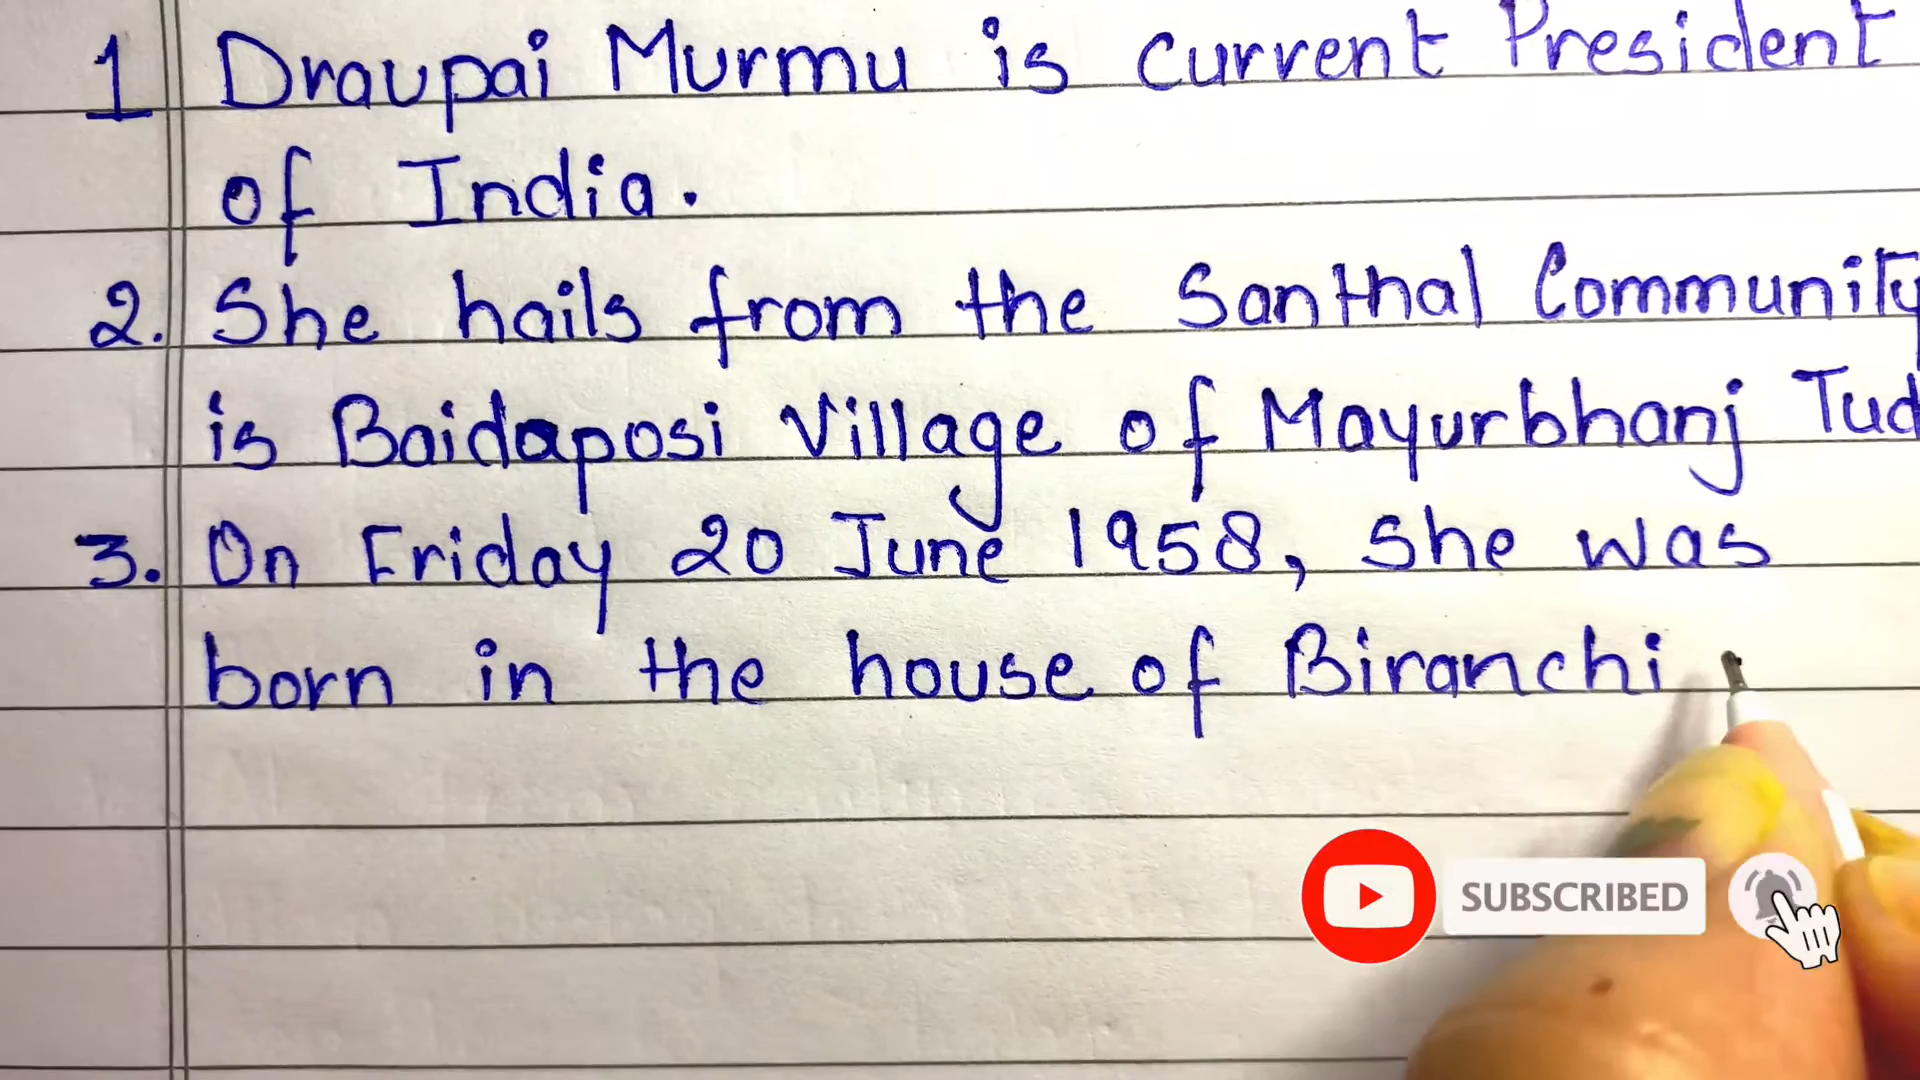 1 Draupai Murmu is current President
of India.
2. She hails from the Santhal Community
is Baidaposi Village of Mayurbhanj Tud
3. On Friday 20 June 1958, She was
born in the house of Biranchi
SUBSCRIBED